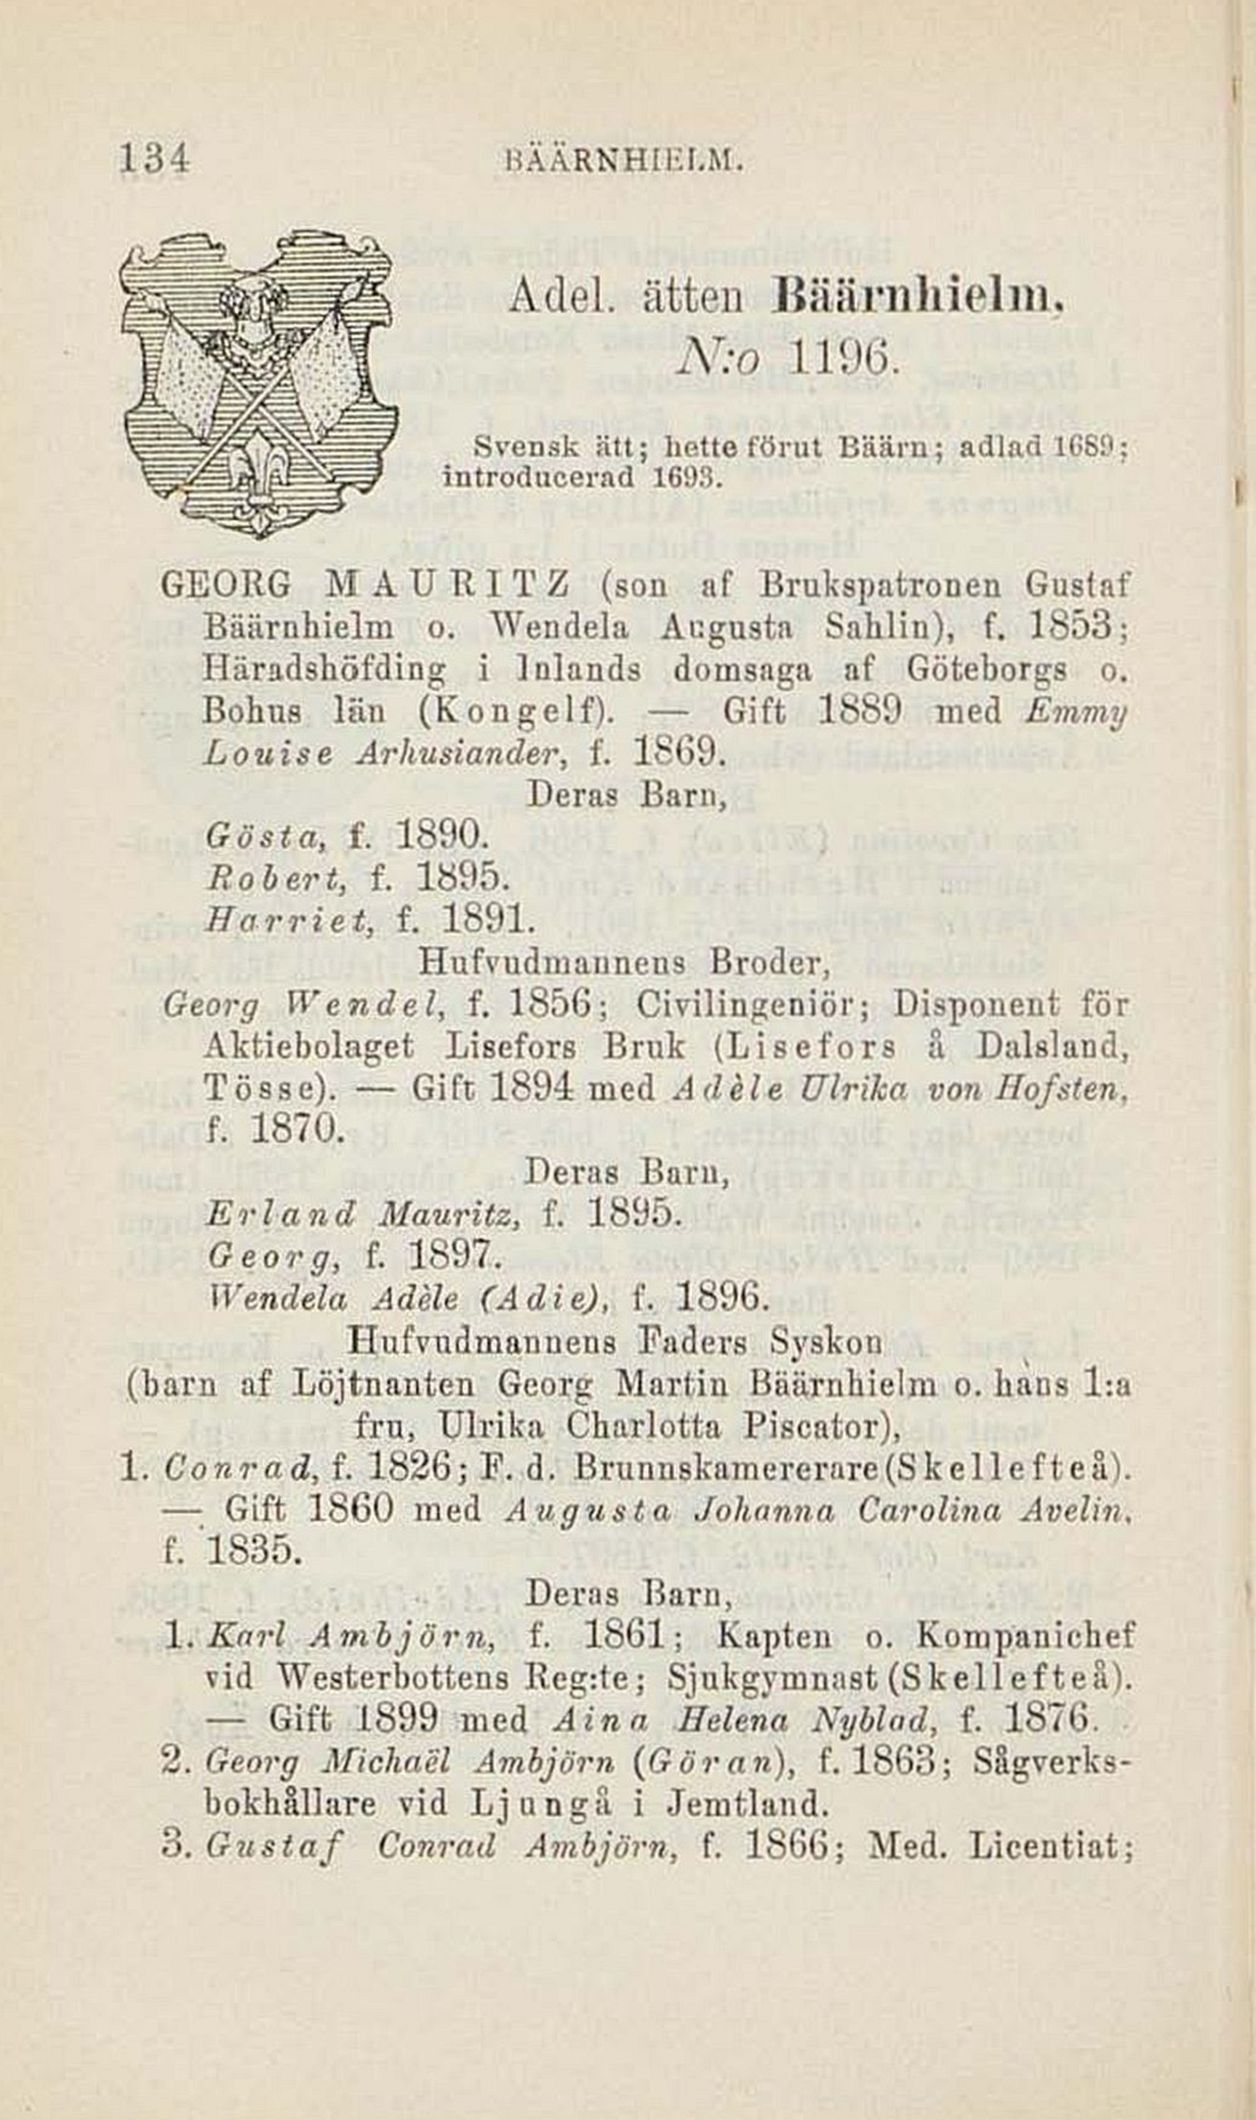 134
BÄÄRNHIELM.
Adel. ätten Bäärnhielm.
N:o 1196.
Svensk ätt; hette förut Bäärn; adlad 1689;
introducerad 1693.
GEORG MAURITZ (son af Brukspatronen Gustaf
Bäärnhielm o. Wendela Augusta Sahlin), f. 1853;
Häradshöfding i Inlands domsaga af Göteborgs o.
Bohus län (Kongelf). — Gift 1889 med Emmy
Louise Arhusiander, f. 1869.
Deras Barn,
Gösta, f. 1890.
Robert, f. 1895.
Harriet, f. 1891.
Hufvudmannens Broder,
Georg Wendel, f. 1856; Civilingeniör; Disponent för
Aktiebolaget Lisefors Bruk (Lisefors å Dalsland,
Tösse). — Gift 1894 med Adèle Ulrika von Hofsten,
f. 1870.
Deras Barn,
Erland Mauritz, f. 1895.
Georg, f. 1897.
Wendela Adèle (Adie), f. 1896.
Hufvudmannens Faders Syskon
(barn af Löjtnanten Georg Martin Bäärnhielm o. hans 1:a
fru, Ulrika Charlotta Piscator),
1. Conrad, f. 1826; F. d. Brunnskamererare (Skellefteå).
— Gift 1860 med Augusta Johanna Carolina Avelin,
f. 1835.
Deras Barn,
1. Karl Ambjörn, f. 1861; Kapten o. Kompanichef
vid Westerbottens Reg:te; Sjukgymnast (Skellefteå).
— Gift 1899 med Aina Helena Nyblad, f. 1876.
2. Georg Michaël Ambjörn (Göran), f. 1863; Sågverks-
bokhållare vid Ljungå i Jemtland.
3. Gustaf Conrad Ambjörn, f. 1866; Med. Licentiat;